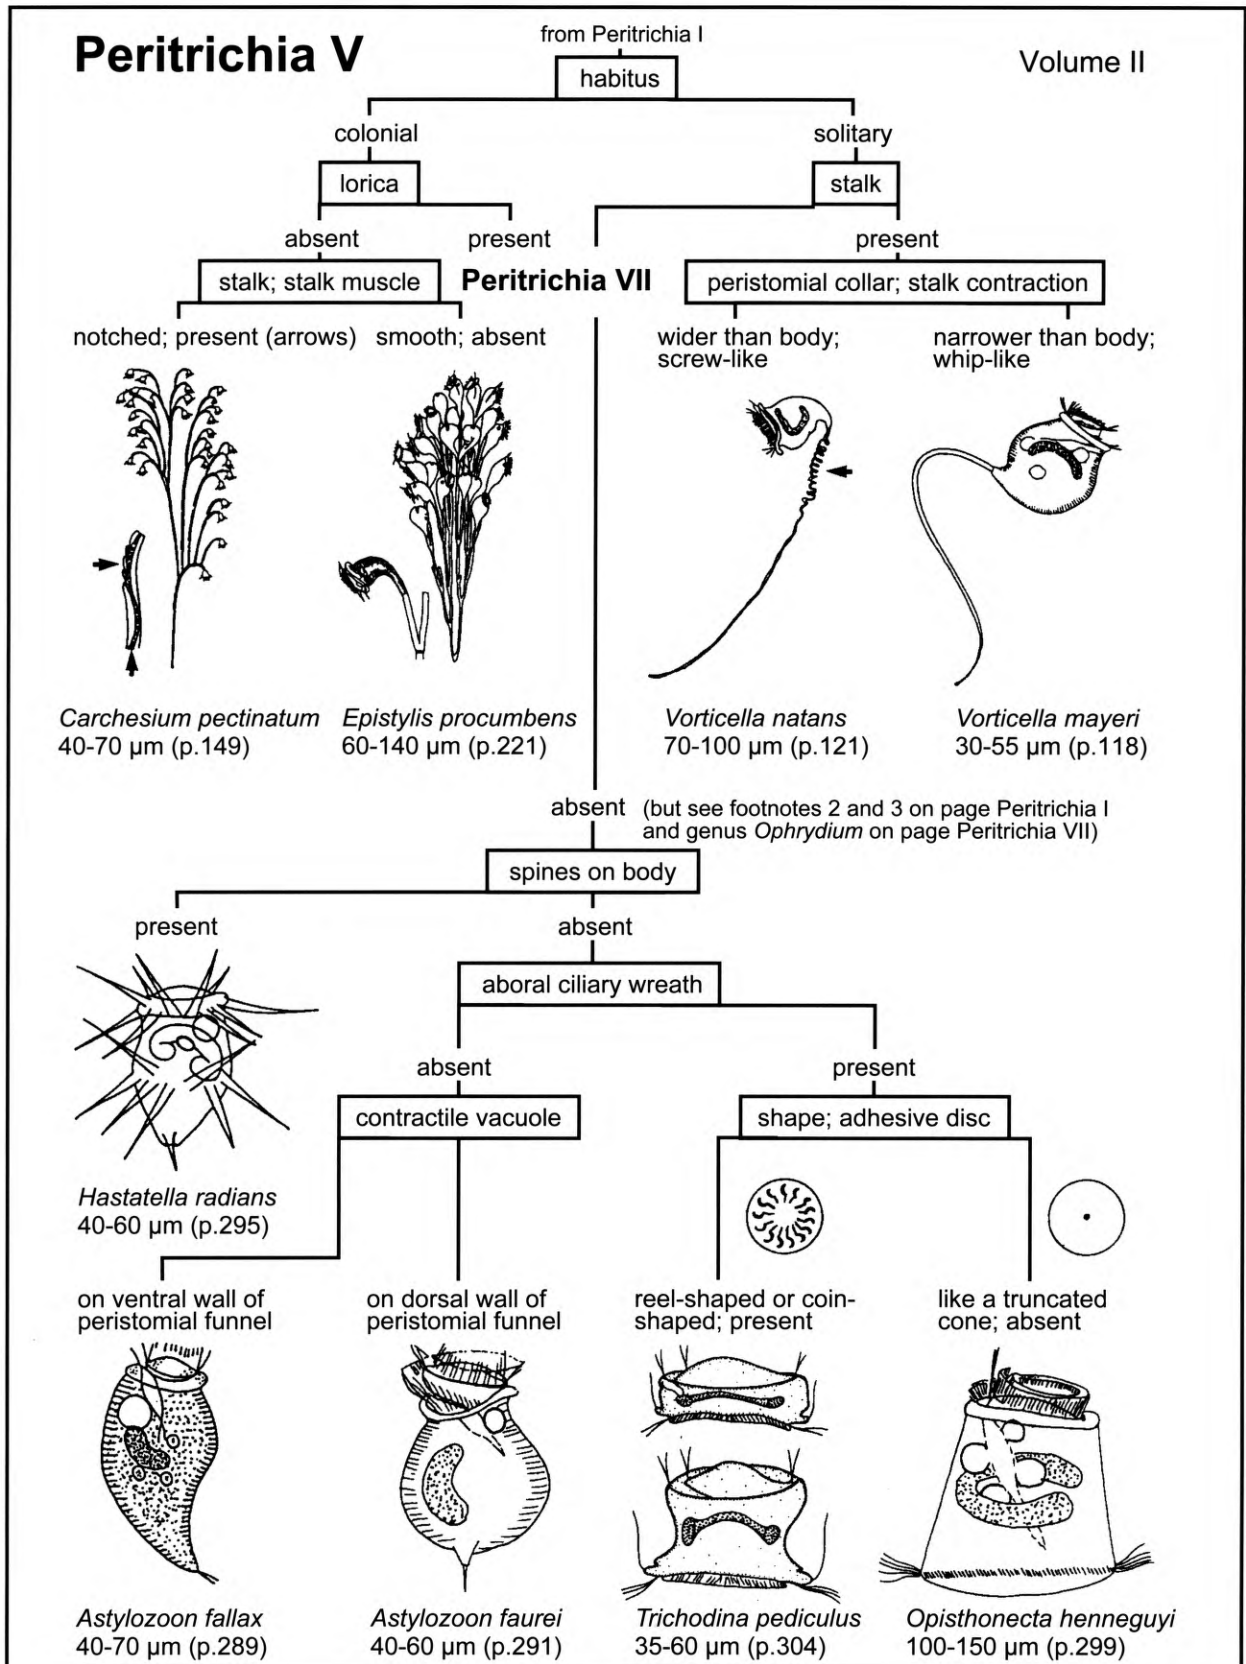 Peritrichia V
from Peritrichia I
Volume II
habitus
colonial
solitary
lorica
stalk
absent
present
present
stalk; stalk muscle
Peritrichia VII
peristomial collar; stalk contraction
notched; present (arrows)
smooth; absent
wider than body;
screw-like
narrower than body;
whip-like
Carchesium pectinatum
40-70 µm (p.149)
Epistylis procumbens
60-140 µm (p.221)
Vorticella natans
70-100 µm (p.121)
Vorticella mayeri
30-55 µm (p.118)
absent (but see footnotes 2 and 3 on page Peritrichia I
and genus Ophrydium on page Peritrichia VII)
spines on body
present
absent
aboral ciliary wreath
absent
present
contractile vacuole
shape; adhesive disc
Hastatella radians
40-60 µm (p.295)
on ventral wall of
peristomial funnel
on dorsal wall of
peristomial funnel
reel-shaped or coin-
shaped; present
like a truncated
cone; absent
Astylozoon fallax
40-70 µm (p.289)
Astylozoon faurei
40-60 µm (p.291)
Trichodina pediculus
35-60 µm (p.304)
Opisthonecta henneguyi
100-150 µm (p.299)